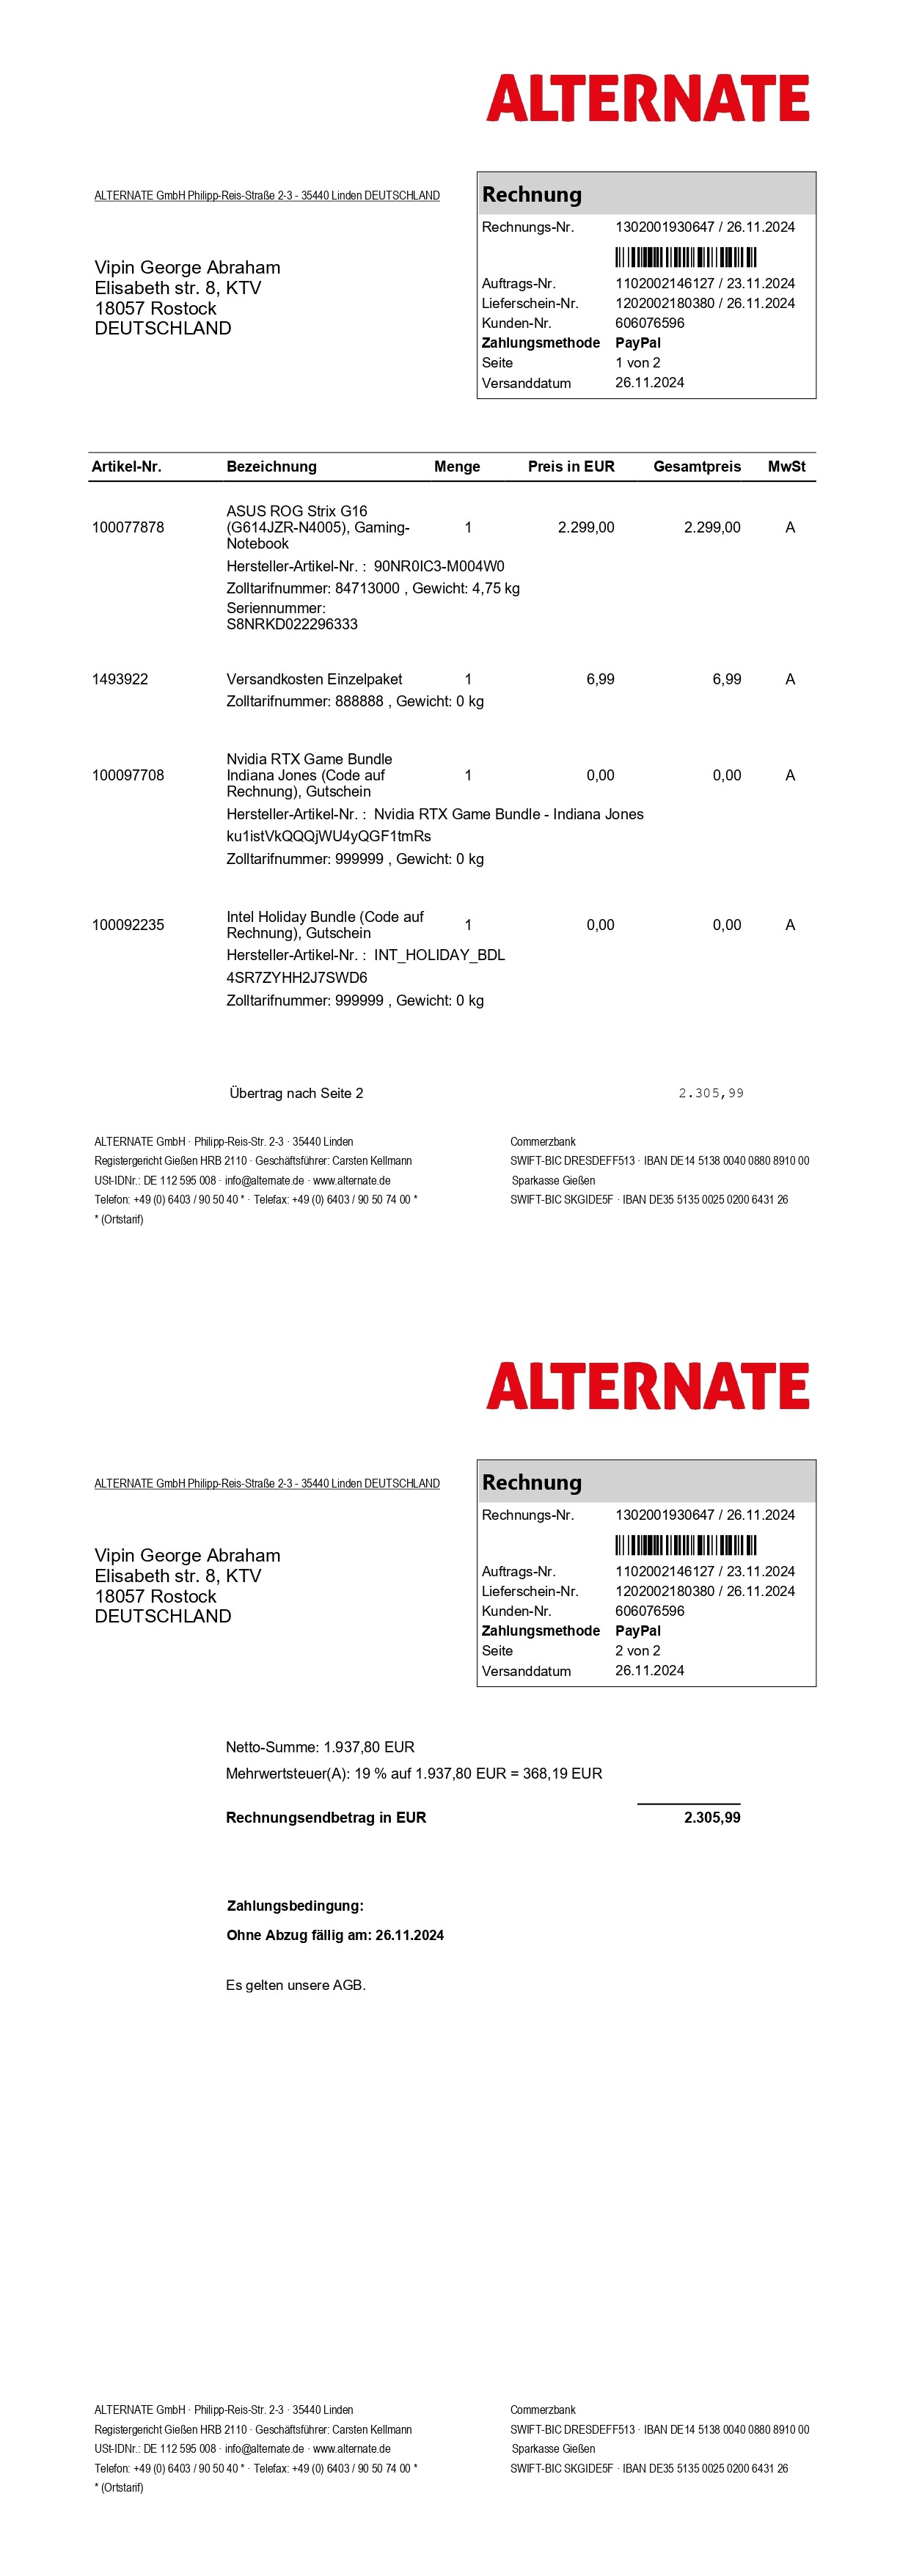 ALTERNATE
ALTERNATE GmbH Philipp-Reis-Straße 2-3 - 35440 Linden DEUTSCHLAND
Vipin George Abraham
Elisabeth str. 8, KTV
18057 Rostock
DEUTSCHLAND
Rechnung
Rechnungs-Nr. 1302001930647 / 26.11.2024
Auftrags-Nr. 1102002146127 / 23.11.2024
Lieferschein-Nr. 1202002180380 / 26.11.2024
Kunden-Nr. 606076596
Zahlungsmethode PayPal
Seite 1 von 2
Versanddatum 26.11.2024
Artikel-Nr. Bezeichnung Menge Preis in EUR Gesamtpreis MwSt
ASUS ROG Strix G16
100077878 (G614JZR-N4005), Gaming- 1 2.299,00 2.299,00 A
Notebook
Hersteller-Artikel-Nr. : 90NR0IC3-M004W0
Zolltarifnummer: 84713000 , Gewicht: 4,75 kg
Seriennummer:
S8NRKD022296333
1493922 Versandkosten Einzelpaket 1 6,99 6,99 A
Zolltarifnummer: 888888 , Gewicht: 0 kg
Nvidia RTX Game Bundle
100097708 Indiana Jones (Code auf 1 0,00 0,00 A
Rechnung), Gutschein
Hersteller-Artikel-Nr. : Nvidia RTX Game Bundle - Indiana Jones
ku1istVkQQQjWU4yQGF1tmRs
Zolltarifnummer: 999999 , Gewicht: 0 kg
100092235 Intel Holiday Bundle (Code auf 1 0,00 0,00 A
Rechnung), Gutschein
Hersteller-Artikel-Nr. : INT_HOLIDAY_BDL
4SR7ZYHH2J7SWD6
Zolltarifnummer: 999999 , Gewicht: 0 kg
Übertrag nach Seite 2 2.305,99
ALTERNATE GmbH · Philipp-Reis-Str. 2-3 · 35440 Linden
Registergericht Gießen HRB 2110 · Geschäftsführer: Carsten Kellmann
USt-IDNr.: DE 112 595 008 · info@alternate.de · www.alternate.de
Telefon: +49 (0) 6403 / 90 50 40 * · Telefax: +49 (0) 6403 / 90 50 74 00 *
* (Ortstarif)
Commerzbank
SWIFT-BIC DRESDEFF513 · IBAN DE14 5138 0040 0880 8910 00
Sparkasse Gießen
SWIFT-BIC SKGIDE5F · IBAN DE35 5135 0025 0200 6431 26
ALTERNATE
ALTERNATE GmbH Philipp-Reis-Straße 2-3 - 35440 Linden DEUTSCHLAND
Vipin George Abraham
Elisabeth str. 8, KTV
18057 Rostock
DEUTSCHLAND
Rechnung
Rechnungs-Nr. 1302001930647 / 26.11.2024
Auftrags-Nr. 1102002146127 / 23.11.2024
Lieferschein-Nr. 1202002180380 / 26.11.2024
Kunden-Nr. 606076596
Zahlungsmethode PayPal
Seite 2 von 2
Versanddatum 26.11.2024
Netto-Summe: 1.937,80 EUR
Mehrwertsteuer(A): 19 % auf 1.937,80 EUR = 368,19 EUR
Rechnungsendbetrag in EUR 2.305,99
Zahlungsbedingung:
Ohne Abzug fällig am: 26.11.2024
Es gelten unsere AGB.
ALTERNATE GmbH · Philipp-Reis-Str. 2-3 · 35440 Linden
Registergericht Gießen HRB 2110 · Geschäftsführer: Carsten Kellmann
USt-IDNr.: DE 112 595 008 · info@alternate.de · www.alternate.de
Telefon: +49 (0) 6403 / 90 50 40 * · Telefax: +49 (0) 6403 / 90 50 74 00 *
* (Ortstarif)
Commerzbank
SWIFT-BIC DRESDEFF513 · IBAN DE14 5138 0040 0880 8910 00
Sparkasse Gießen
SWIFT-BIC SKGIDE5F · IBAN DE35 5135 0025 0200 6431 26